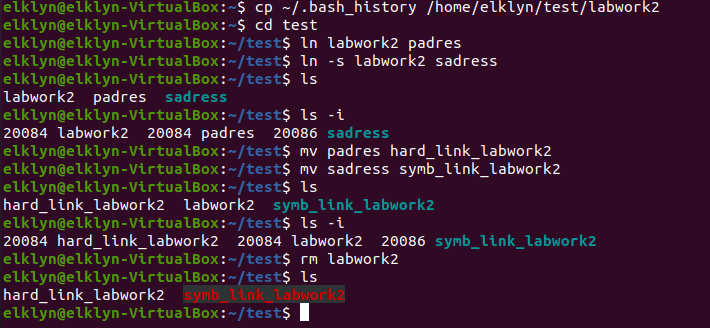 elklyn@elklyn-VirtualBox:~$ cp ~/.bash_history /home/elklyn/test/labwork2
elklyn@elklyn-VirtualBox:~$ cd test
elklyn@elklyn-VirtualBox:~/test$ ln labwork2 padres
elklyn@elklyn-VirtualBox:~/test$ ln -s labwork2 sadress
elklyn@elklyn-VirtualBox:~/test$ ls
labwork2  padres  sadress
elklyn@elklyn-VirtualBox:~/test$ ls -i
20084 labwork2  20084 padres  20086 sadress
elklyn@elklyn-VirtualBox:~/test$ mv padres hard_link_labwork2
elklyn@elklyn-VirtualBox:~/test$ mv sadress symb_link_labwork2
elklyn@elklyn-VirtualBox:~/test$ ls
hard_link_labwork2  labwork2  symb_link_labwork2
elklyn@elklyn-VirtualBox:~/test$ ls -i
20084 hard_link_labwork2  20084 labwork2  20086 symb_link_labwork2
elklyn@elklyn-VirtualBox:~/test$ rm labwork2
elklyn@elklyn-VirtualBox:~/test$ ls
hard_link_labwork2  symb_link_labwork2
elklyn@elklyn-VirtualBox:~/test$